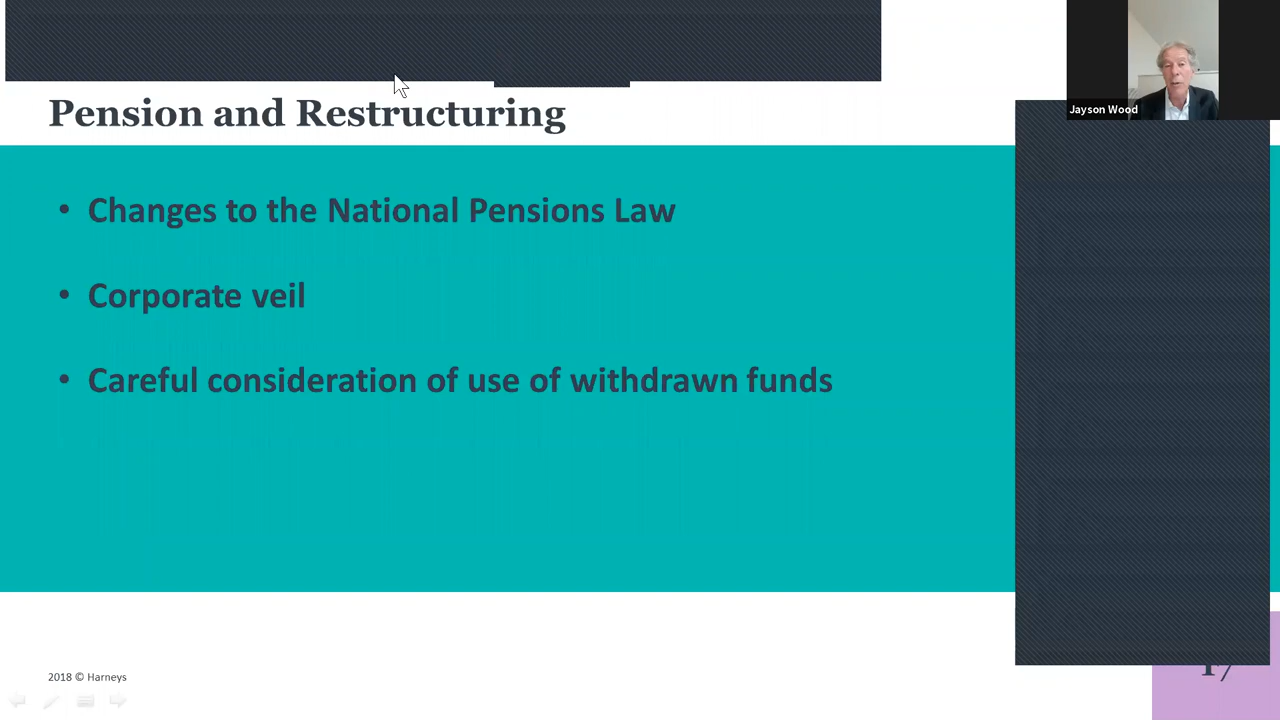 Jayson Wood
Pension and Restructuring
• Changes to the National Pensions Law
• Corporate veil
• Careful consideration of use of withdrawn funds
2018 © Harneys